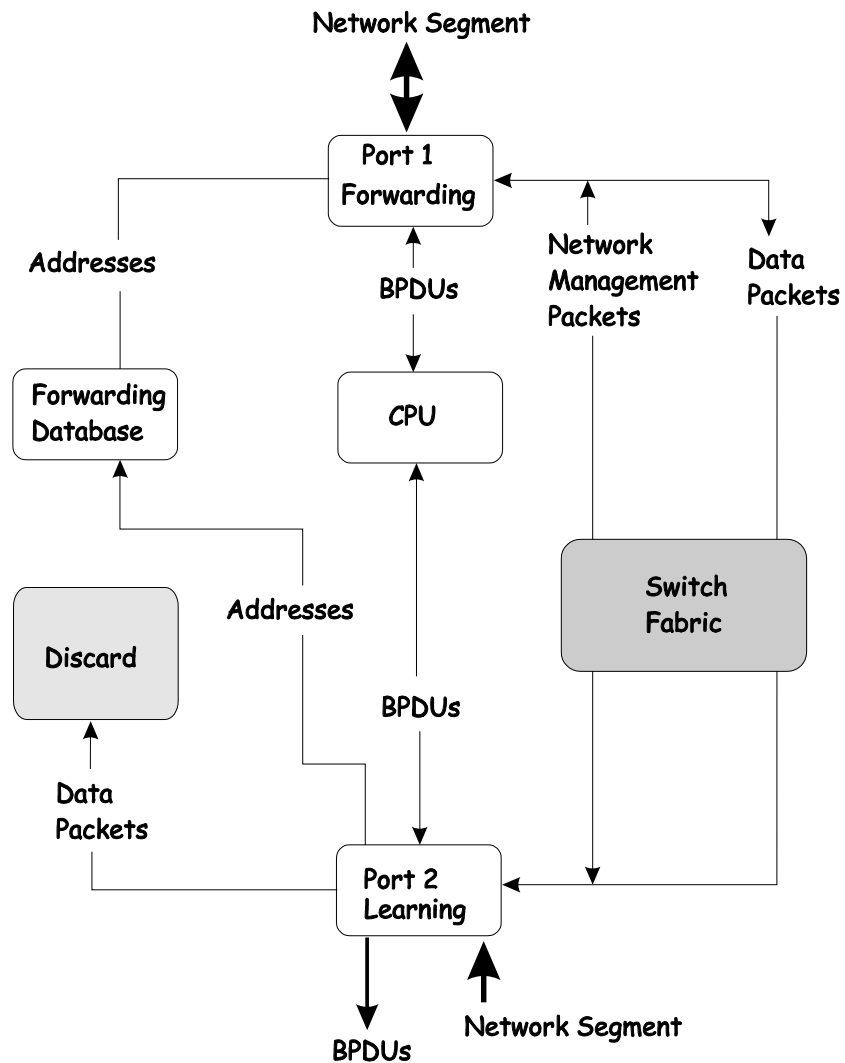 Network Segment
Port 1
Forwarding
Addresses
BPDUs
Network
Management
Packets
Data
Packets
Forwarding
Database
CPU
Switch
Fabric
Addresses
Discard
BPDUs
Data
Packets
Port 2
Learning
Network Segment
BPDUs